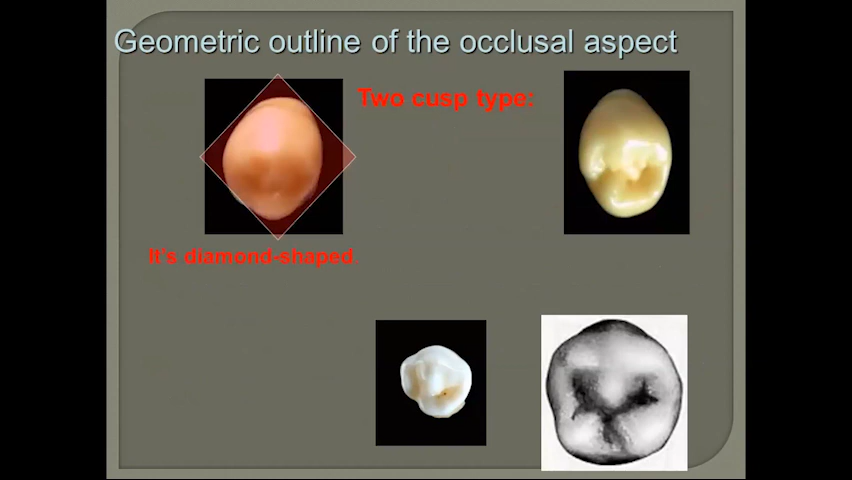 Geometric outline of the occlusal aspect
Two cusp type:
It's diamond-shaped